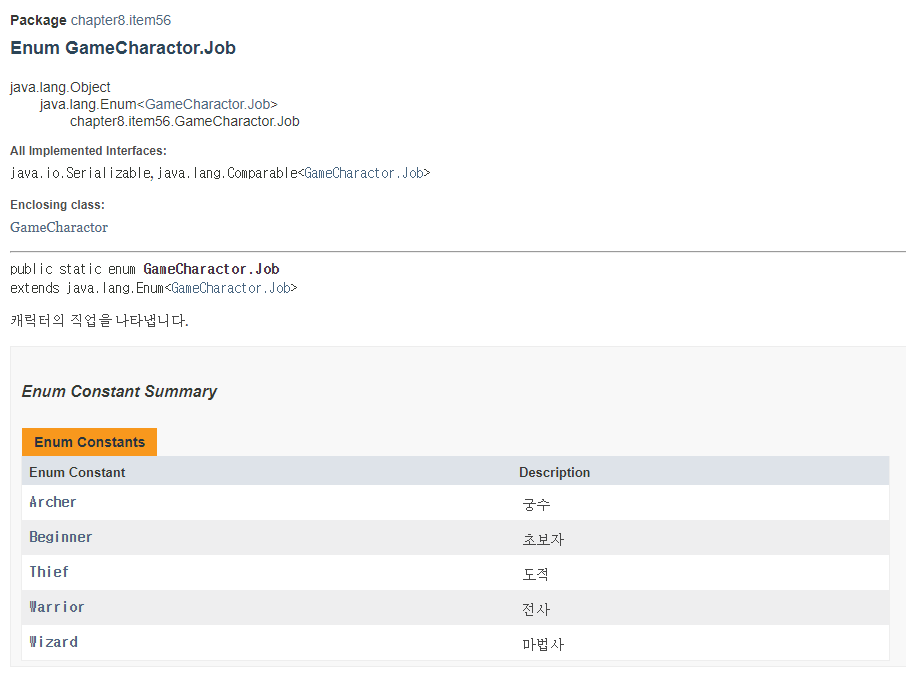 Package chapter8.item56
Enum GameCharactor.Job
java.lang.Object
java.lang.Enum<GameCharactor.Job>
chapter8.item56.GameCharactor.Job
All Implemented Interfaces:
java.io.Serializable, java.lang.Comparable<GameCharactor.Job>
Enclosing class:
GameCharactor
public static enum GameCharactor.Job
extends java.lang.Enum<GameCharactor.Job>
캐릭터의 직업을 나타냅니다.
Enum Constant Summary
Enum Constants
Enum Constant Description
Archer 궁수
Beginner 초보자
Thief 도적
Warrior 전사
Wizard 마법사